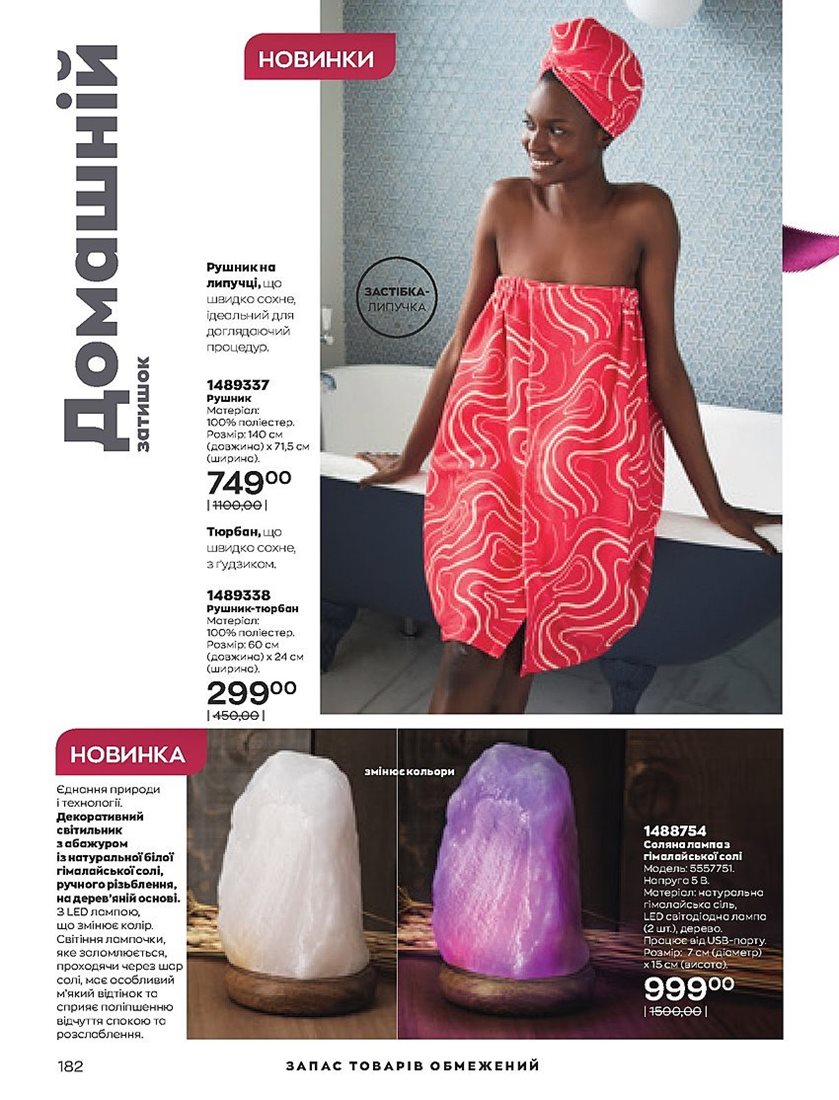 НОВИНКИ
Домашній
затишок
Рушник на
липучці, що
швидко сохне,
ідеальний для
доглядаючий
процедур.
ЗАСТІБКА-
ЛИПУЧКА
1489337
Рушник
Матеріал:
100% поліестер.
Розмір: 140 см
(довжина) х 71,5 см
(ширина).
749⁰⁰
| 1100,00 |
Тюрбан, що
швидко сохне,
з ґудзиком.
1489338
Рушник-тюрбан
Матеріал:
100% поліестер.
Розмір: 60 см
(довжина) х 24 см
(ширина).
299⁰⁰
| 450,00 |
НОВИНКА
Єднання природи
і технології.
Декоративний
світильник
з абажуром
із натуральної білої
гімалайської солі,
ручного різьблення,
на дерев'яній основі.
З LED лампою,
що змінює колір.
Світіння лампочки,
яке заломлюється,
проходячи через шар
солі, має особливий
м'який відтінок та
сприяє поліпшенню
відчуття спокою та
розслаблення.
змінює кольори
1488754
Соляна лампа з
гімалайської солі
Модель: 5557751.
Напруга 5 В.
Матеріал: натуральна
гімалайська сіль,
LED світодіодна лампа
(2 шт.), дерево.
Працює від USB-порту.
Розмір: 7 см (діаметр)
х 15 см (висота).
999⁰⁰
| 1500,00 |
182
ЗАПАС ТОВАРІВ ОБМЕЖЕНИЙ